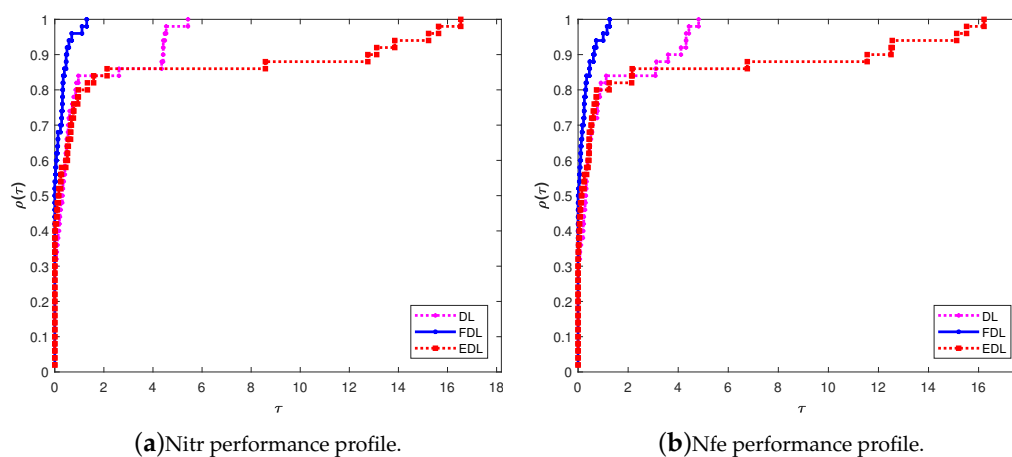 1
0.9
0.8
0.7
0.6
0.5
0.4
0.3
0.2
0.1
0
ρ(τ)
0 2 4 6 8 10 12 14 16 18
τ
DL
FDL
EDL
(a)Nitr performance profile.
1
0.9
0.8
0.7
0.6
0.5
0.4
0.3
0.2
0.1
0
ρ(τ)
0 2 4 6 8 10 12 14 16
τ
DL
FDL
EDL
(b)Nfe performance profile.